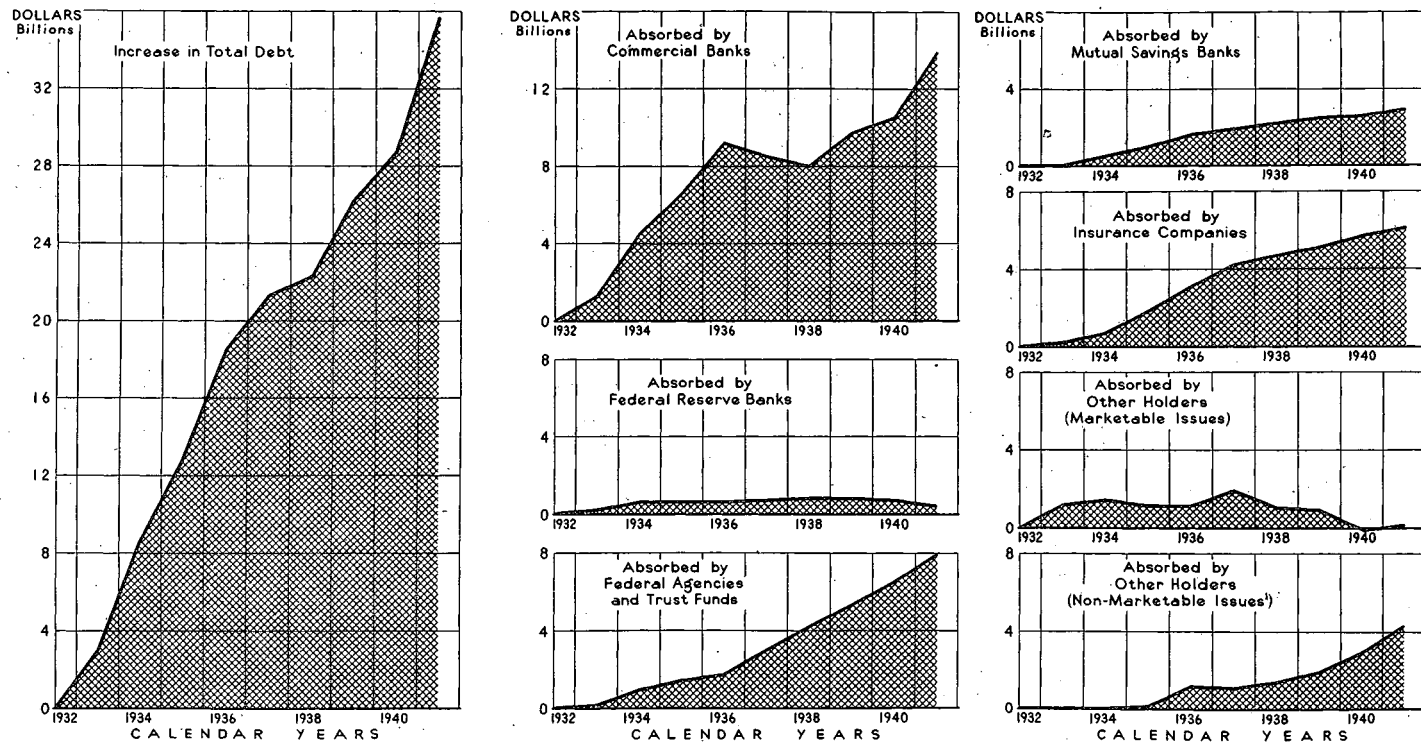 DOLLARS
Billions
Increase in Total Debt
32
28
24
20
16
12
8
4
0
1932 1934 1936 1938 1940
CALENDAR YEARS
DOLLARS
Billions
Absorbed by
Commercial Banks
12
8
4
0
1932 1934 1936 1938 1940
8
Absorbed by
Federal Reserve Banks
4
0
1932 1934 1936 1938 1940
8
Absorbed by
Federal Agencies
and Trust Funds
4
0
1932 1934 1936 1938 1940
CALENDAR YEARS
DOLLARS
Billions
Absorbed by
Mutual Savings Banks
4
0
1932 1934 1936 1938 1940
8
Absorbed by
Insurance Companies
4
0
1932 1934 1936 1938 1940
8
Absorbed by
Other Holders
(Marketable Issues)
4
0
1932 1934 1936 1938 1940
8
Absorbed by
Other Holders
(Non-Marketable Issues¹)
4
0
1932 1934 1936 1938 1940
CALENDAR YEARS